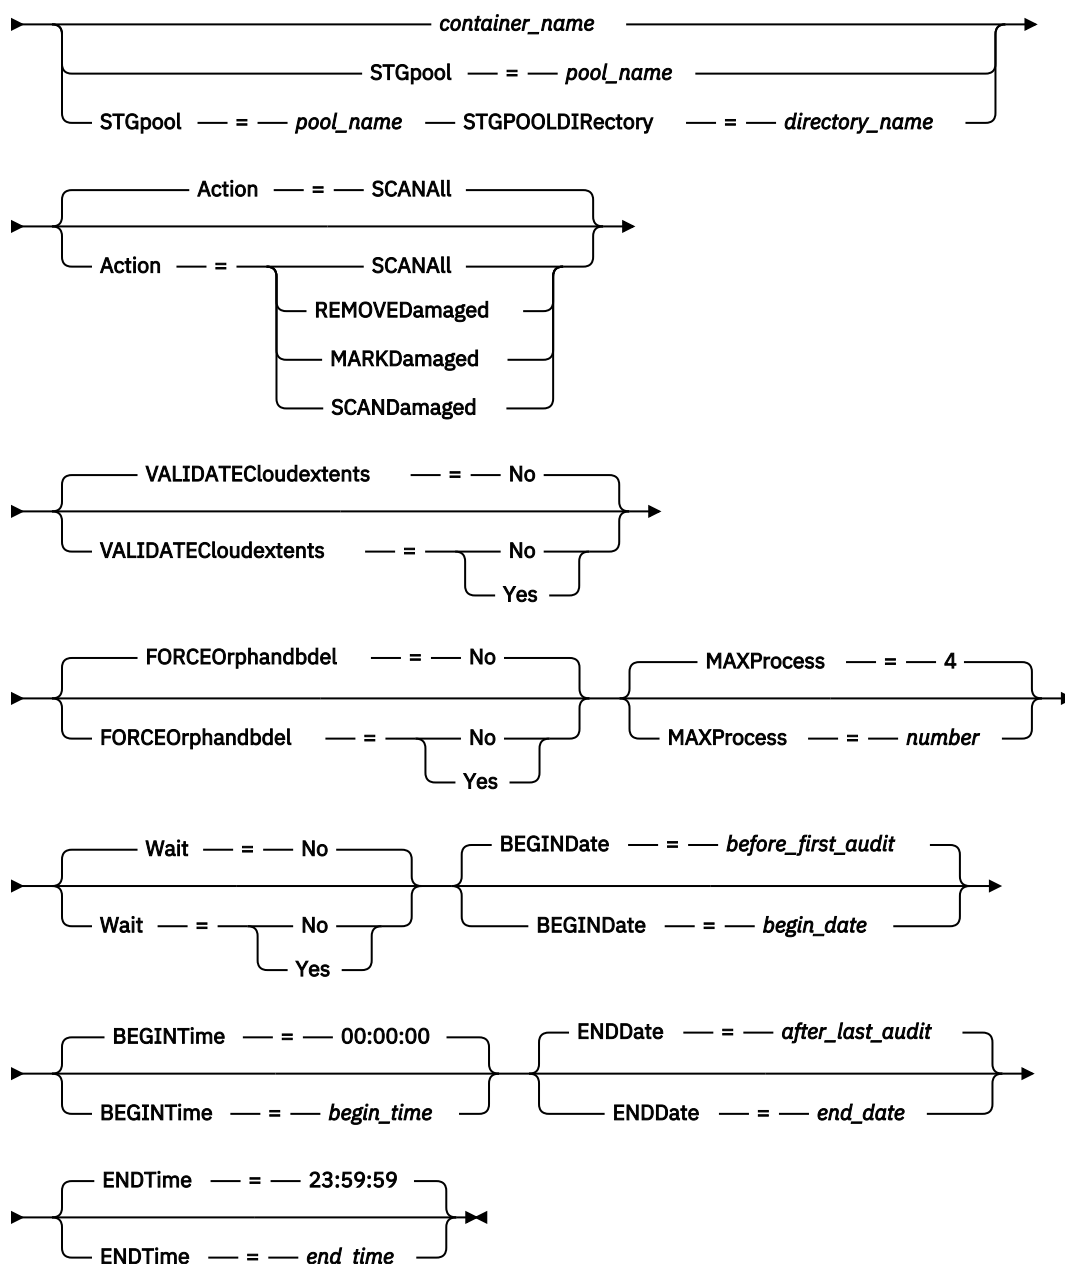 container_name
STGpool = pool_name
STGpool = pool_name STGPOOLDIRectory = directory_name
Action = SCANAll
Action = SCANAll
REMOVEDamaged
MARKDamaged
SCANDamaged
VALIDATECloudextents = No
VALIDATECloudextents = No
Yes
FORCEOrphandbdel = No MAXProcess = 4
FORCEOrphandbdel = No MAXProcess = number
Yes
Wait = No BEGINDate = before_first_audit
Wait = No BEGINDate = begin_date
Yes
BEGINTime = 00:00:00 ENDDate = after_last_audit
BEGINTime = begin_time ENDDate = end_date
ENDTime = 23:59:59
ENDTime = end_time